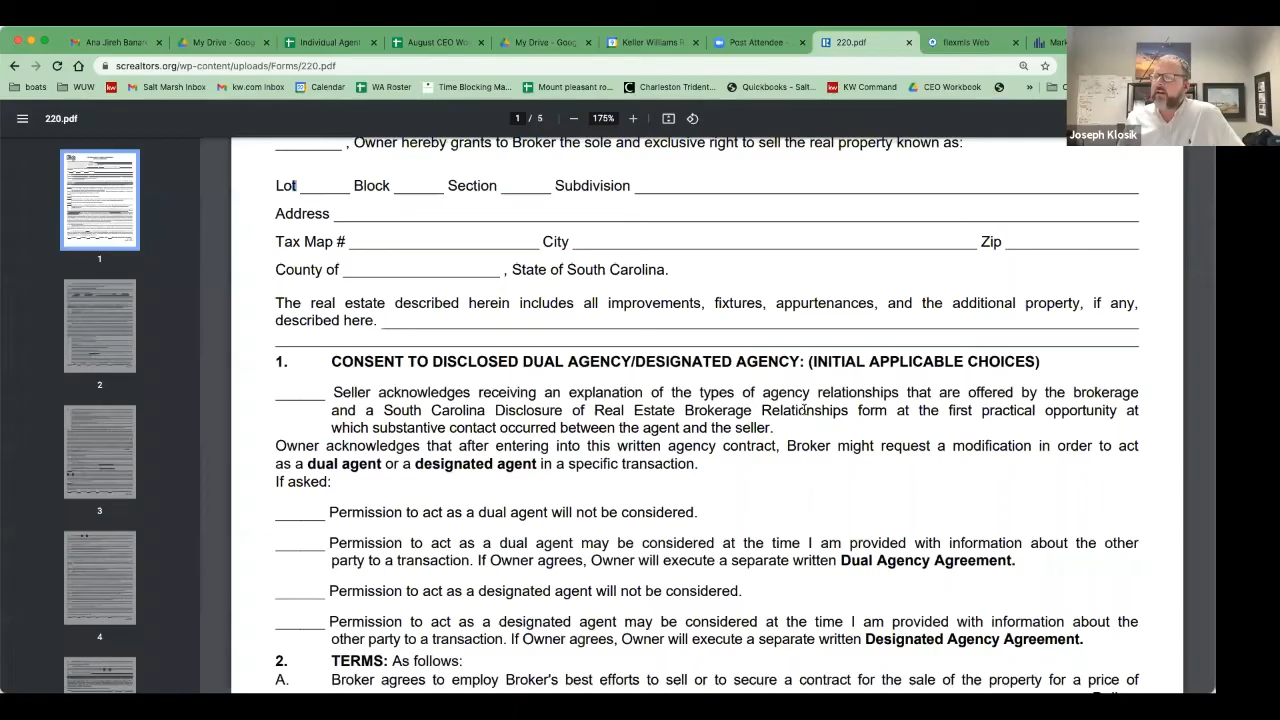 Ana Jireh Banar
My Drive - Goog
Individual Agent
August CEO Wo
My Drive - Goog
Keller Williams R
Post Attendee -
220.pdf
flexmls Web
Mar
screaltors.org/wp-content/uploads/Forms/220.pdf
boats
WUW
Salt Marsh Inbox
kw.com Inbox
Calendar
WA Roster
Time Blocking Ma...
Mount pleasant ro...
Charleston Trident...
Quickbooks - Salt...
KW Command
CEO Workbook
»
Joseph Klosik
220.pdf
1 / 5
175%
______ , Owner hereby grants to Broker the sole and exclusive right to sell the real property known as:
Lot ______ Block ______ Section ______ Subdivision ______
Address ______
Tax Map # ______ City ______ Zip ______
County of ______ , State of South Carolina.
The real estate described herein includes all improvements, fixtures, appurtenances, and the additional property, if any,
described here. ______
1. CONSENT TO DISCLOSED DUAL AGENCY/DESIGNATED AGENCY: (INITIAL APPLICABLE CHOICES)
______ Seller acknowledges receiving an explanation of the types of agency relationships that are offered by the brokerage
and a South Carolina Disclosure of Real Estate Brokerage Relationships form at the first practical opportunity at
which substantive contact occurred between the agent and the seller.
Owner acknowledges that after entering into this written agency contract, Broker might request a modification in order to act
as a dual agent or a designated agent in a specific transaction.
If asked:
______ Permission to act as a dual agent will not be considered.
______ Permission to act as a dual agent may be considered at the time I am provided with information about the other
party to a transaction. If Owner agrees, Owner will execute a separate written Dual Agency Agreement.
______ Permission to act as a designated agent will not be considered.
______ Permission to act as a designated agent may be considered at the time I am provided with information about the
other party to a transaction. If Owner agrees, Owner will execute a separate written Designated Agency Agreement.
2. TERMS: As follows:
A. Broker agrees to employ Broker's best efforts to sell or to secure a contract for the sale of the property for a price of
1
2
3
4